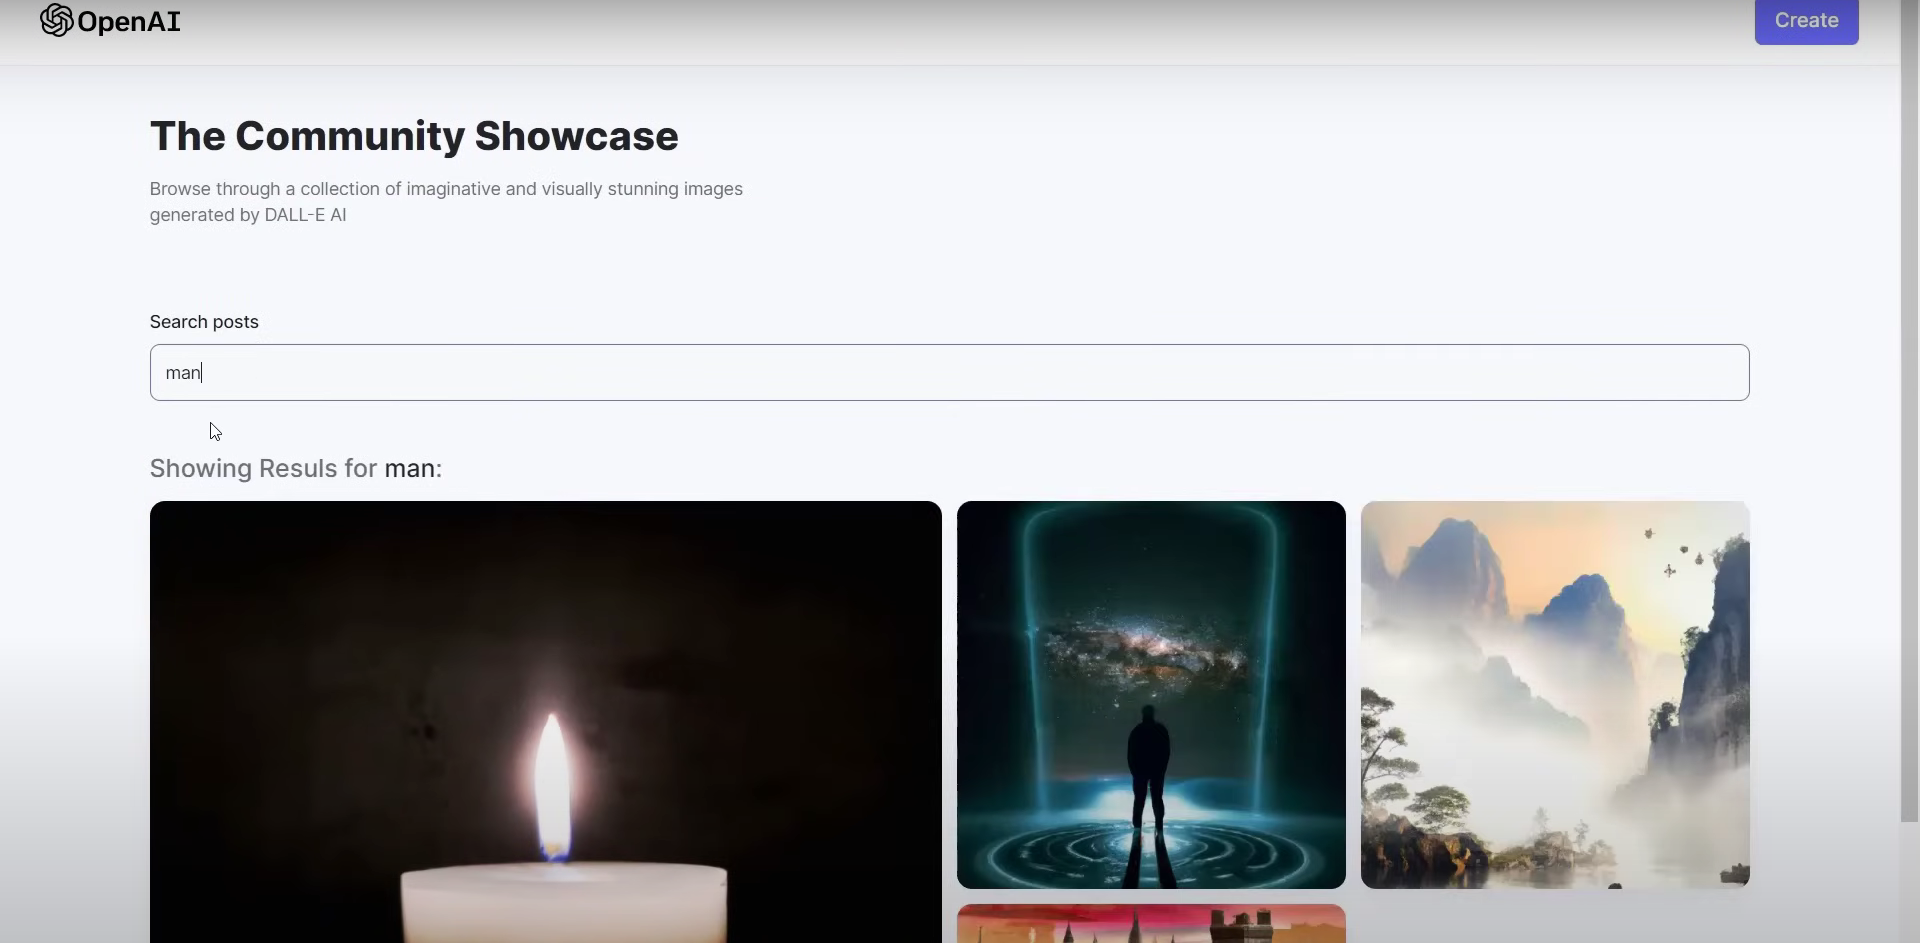 OpenAI
Create
The Community Showcase
Browse through a collection of imaginative and visually stunning images
generated by DALL-E AI
Search posts
man
Showing Resuls for man: